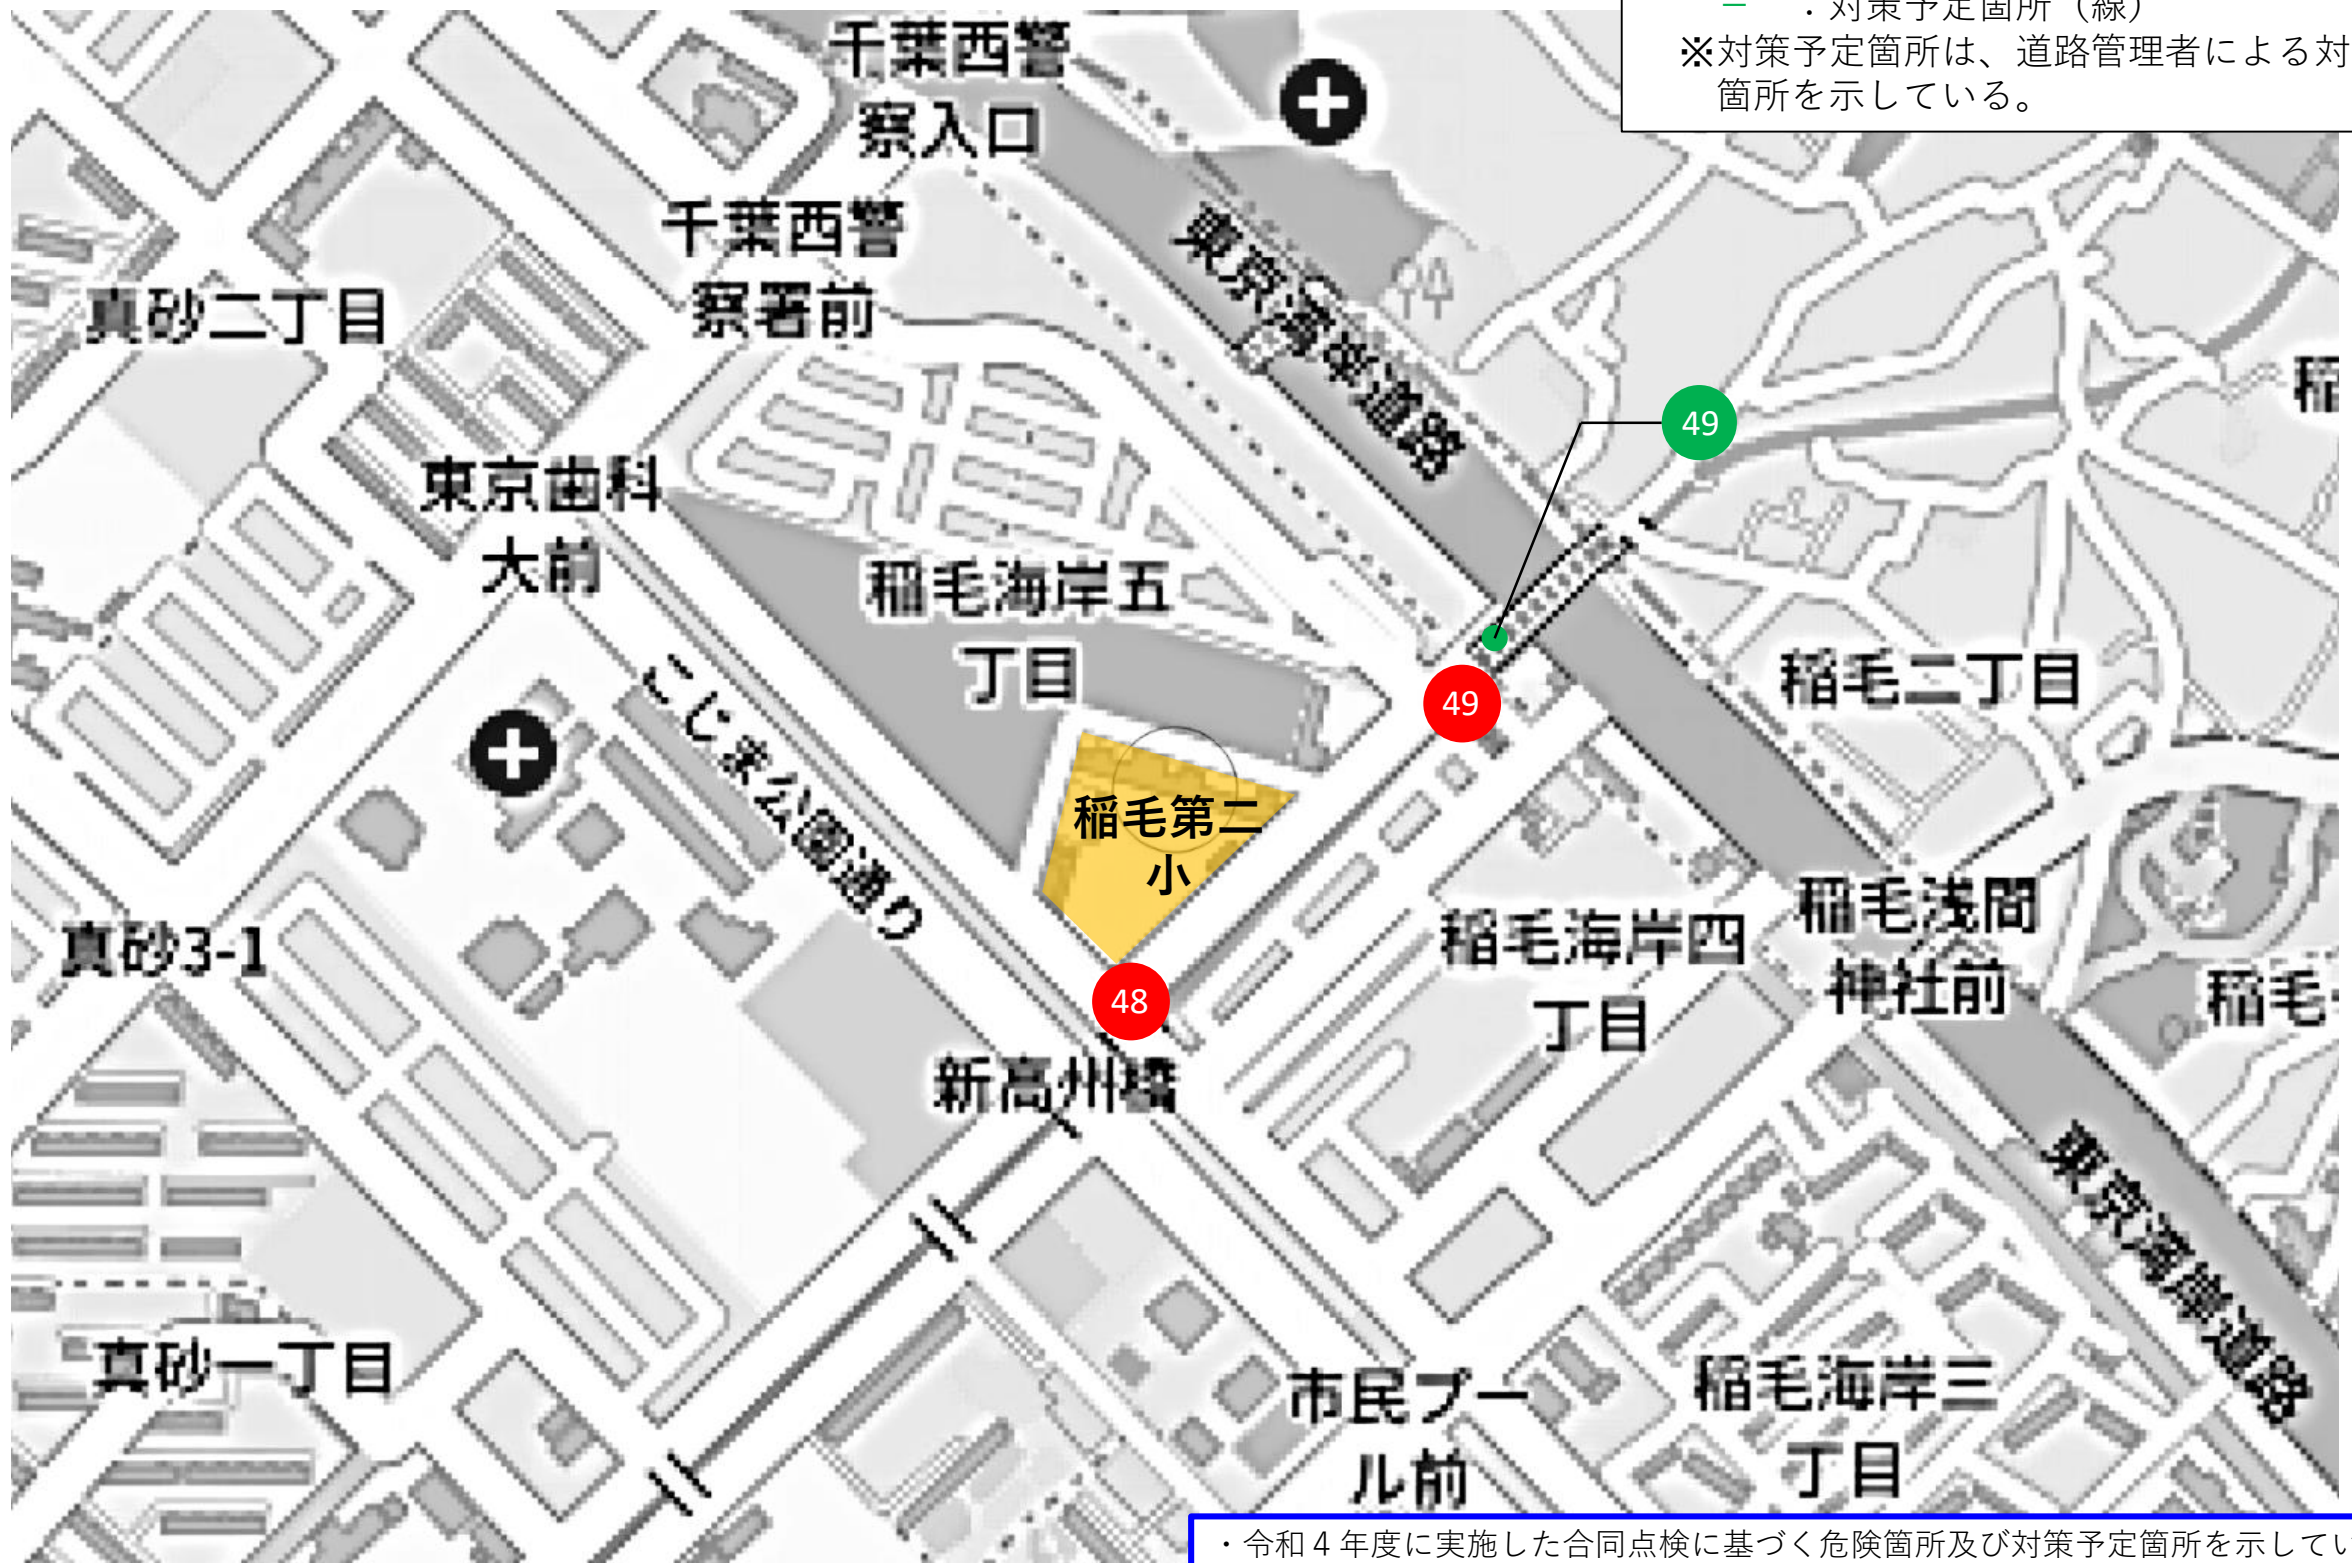 ：対策予定箇所（線）
※対策予定箇所は、道路管理者による対
箇所を示している。
千葉西警
察入口
千葉西警
察署前
東京湾岸道路
真砂二丁目
稲
49
東京歯科
大前
稲毛海岸五
丁目
こじま公園通り
49
稲毛二丁目
稲毛第二
小
稲毛海岸四
丁目
稲毛浅間
神社前
稲毛
真砂3-1
48
新高州橋
東京湾岸道路
真砂一丁目
市民プー
ル前
稲毛海岸三
丁目
・令和４年度に実施した合同点検に基づく危険箇所及び対策予定箇所を示してい